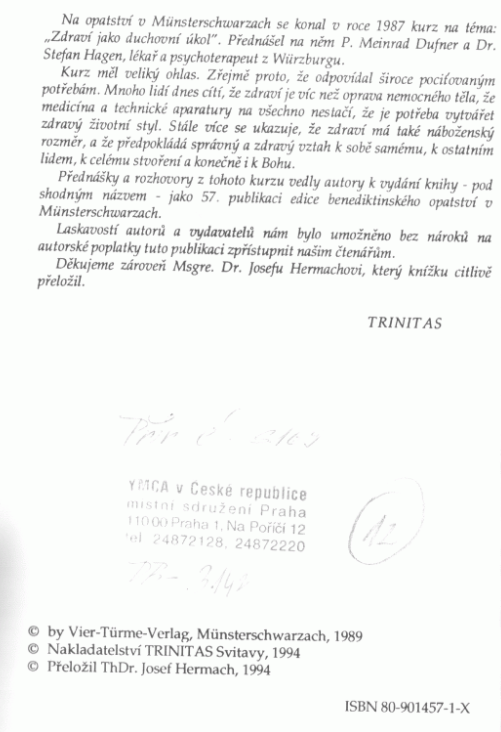 Na opatství v Münsterschwarzach se konal v roce 1987 kurz na téma:
„Zdraví jako duchovní úkol". Přednášel na něm P. Meinrad Dufner a Dr.
Stefan Hagen, lékař a psychoterapeut z Würzburgu.
Kurz měl veliký ohlas. Zřejmě proto, že odpovídal široce pociťovaným
potřebám. Mnoho lidí dnes cítí, že zdraví je víc než oprava nemocného těla, že
medicína a technické aparatury na všechno nestačí, že je potřeba vytvářet
zdravý životní styl. Stále více se ukazuje, že zdraví má také náboženský
rozměr, a že předpokládá správný a zdravý vztah k sobě samému, k ostatním
lidem, k celému stvoření a konečně i k Bohu.
Přednášky a rozhovory z tohoto kurzu vedly autory k vydání knihy - pod
shodným názvem - jako 57. publikaci edice benediktinského opatství v
Münsterschwarzach.
Laskavostí autorů a vydavatelů nám bylo umožněno bez nároků na
autorské poplatky tuto publikaci zpřístupnit našim čtenářům.
Děkujeme zároveň Msgre. Dr. Josefu Hermachovi, který knížku citlivě
přeložil.
TRINITAS
YMCA v České republice
místní sdružení Praha
110 00 Praha 1, Na Poříčí 12
tel. 24872128, 24872220
12
© by Vier-Türme-Verlag, Münsterschwarzach, 1989
© Nakladatelství TRINITAS Svitavy, 1994
© Přeložil ThDr. Josef Hermach, 1994
ISBN 80-901457-1-X